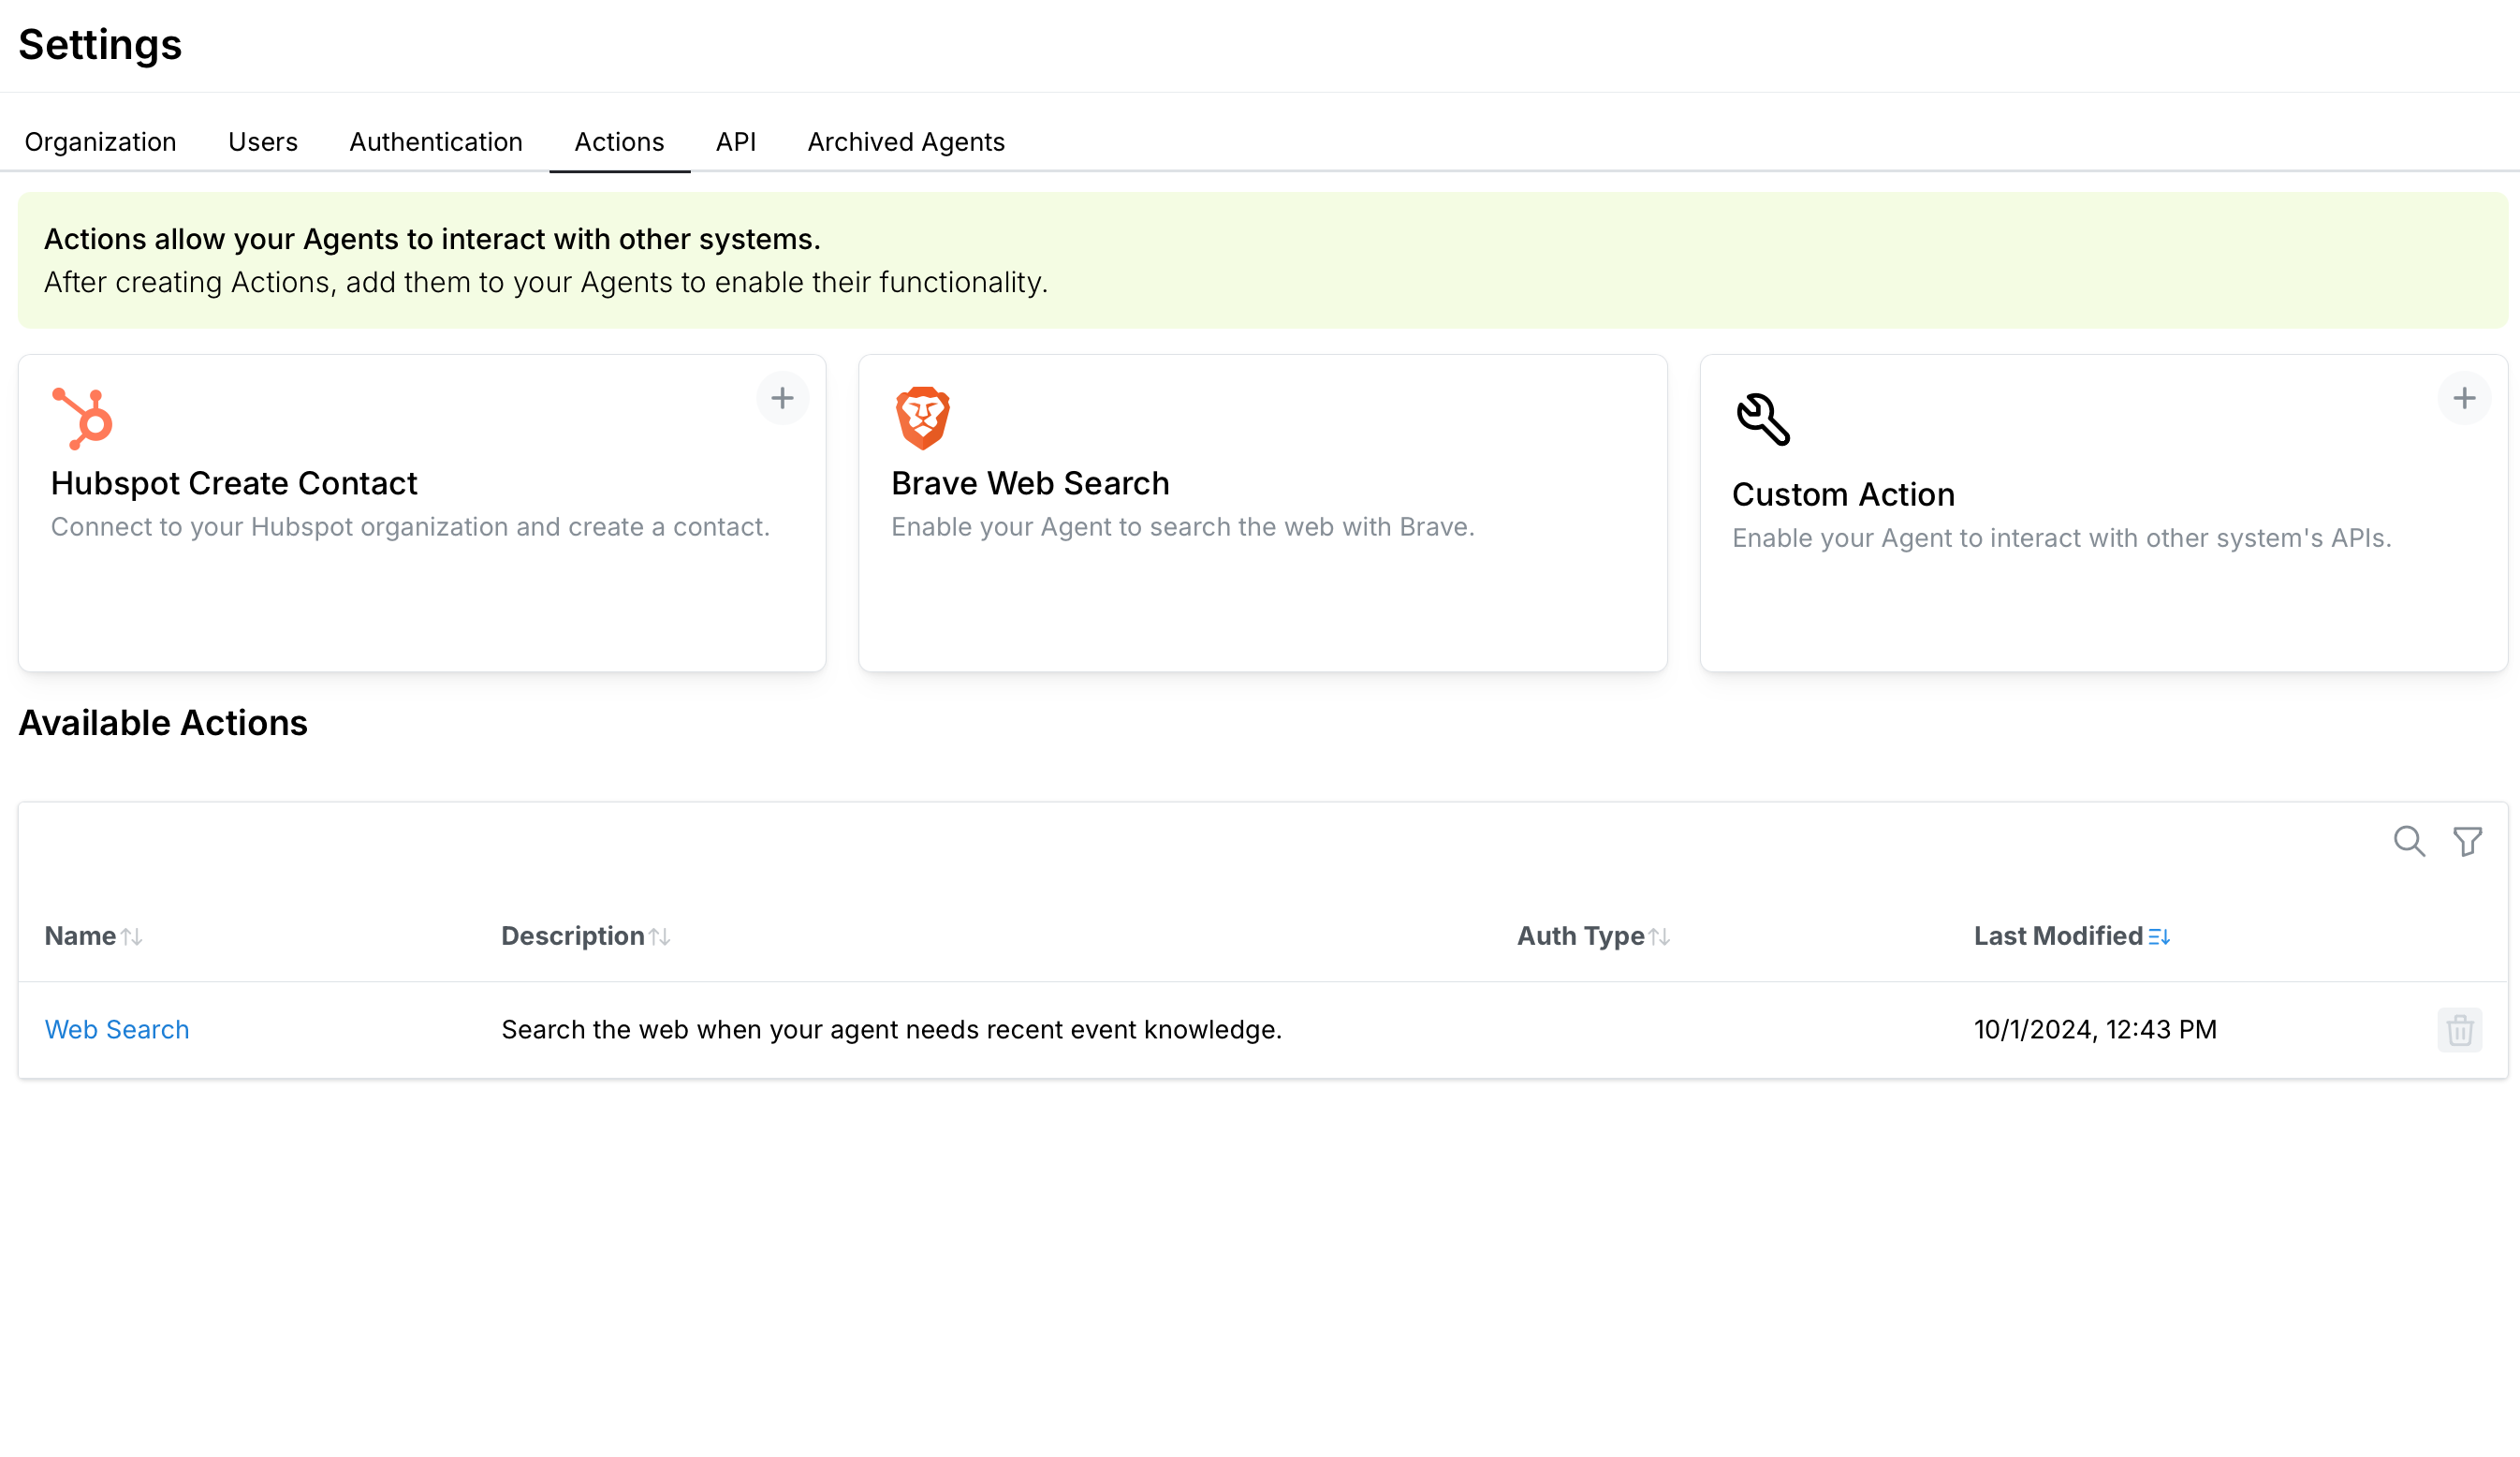 Settings
Organization Users Authentication Actions API Archived Agents
Actions allow your Agents to interact with other systems.
After creating Actions, add them to your Agents to enable their functionality.
Hubspot Create Contact
Connect to your Hubspot organization and create a contact.
Brave Web Search
Enable your Agent to search the web with Brave.
Custom Action
Enable your Agent to interact with other system's APIs.
Available Actions
Name Description Auth Type Last Modified
Web Search Search the web when your agent needs recent event knowledge. 10/1/2024, 12:43 PM